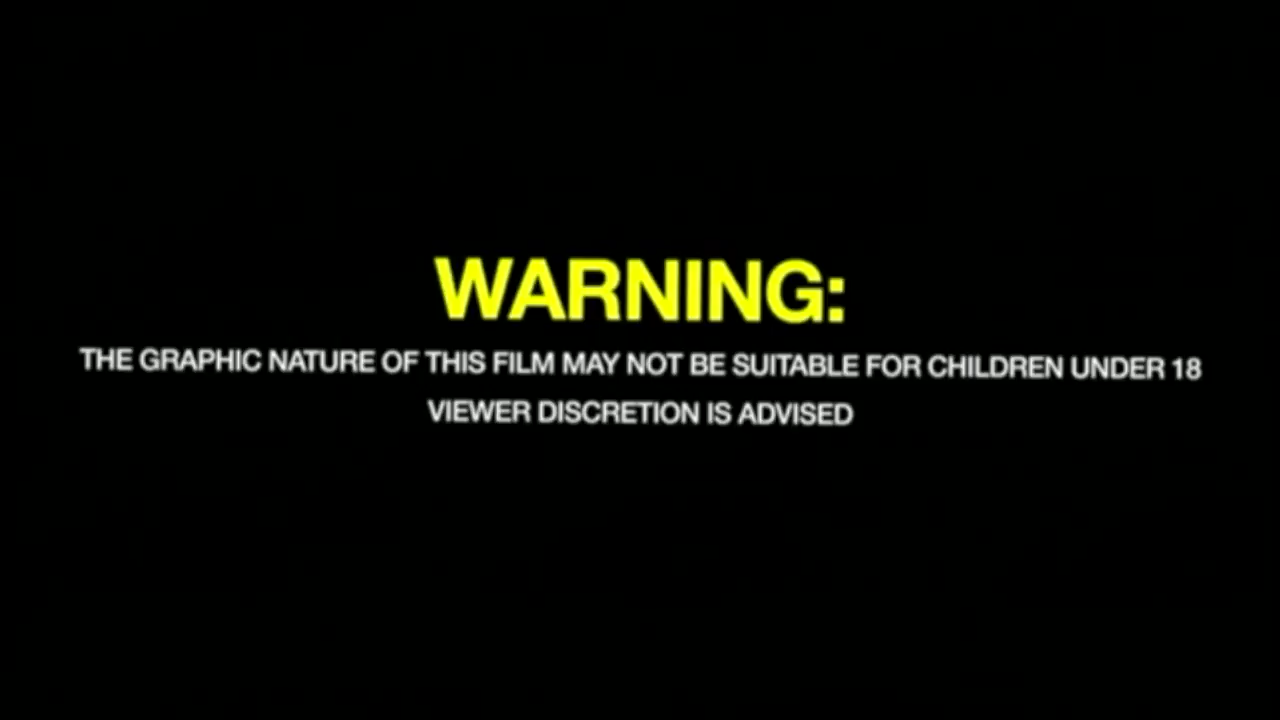 WARNING:
THE GRAPHIC NATURE OF THIS FILM MAY NOT BE SUITABLE FOR CHILDREN UNDER 18
VIEWER DISCRETION IS ADVISED